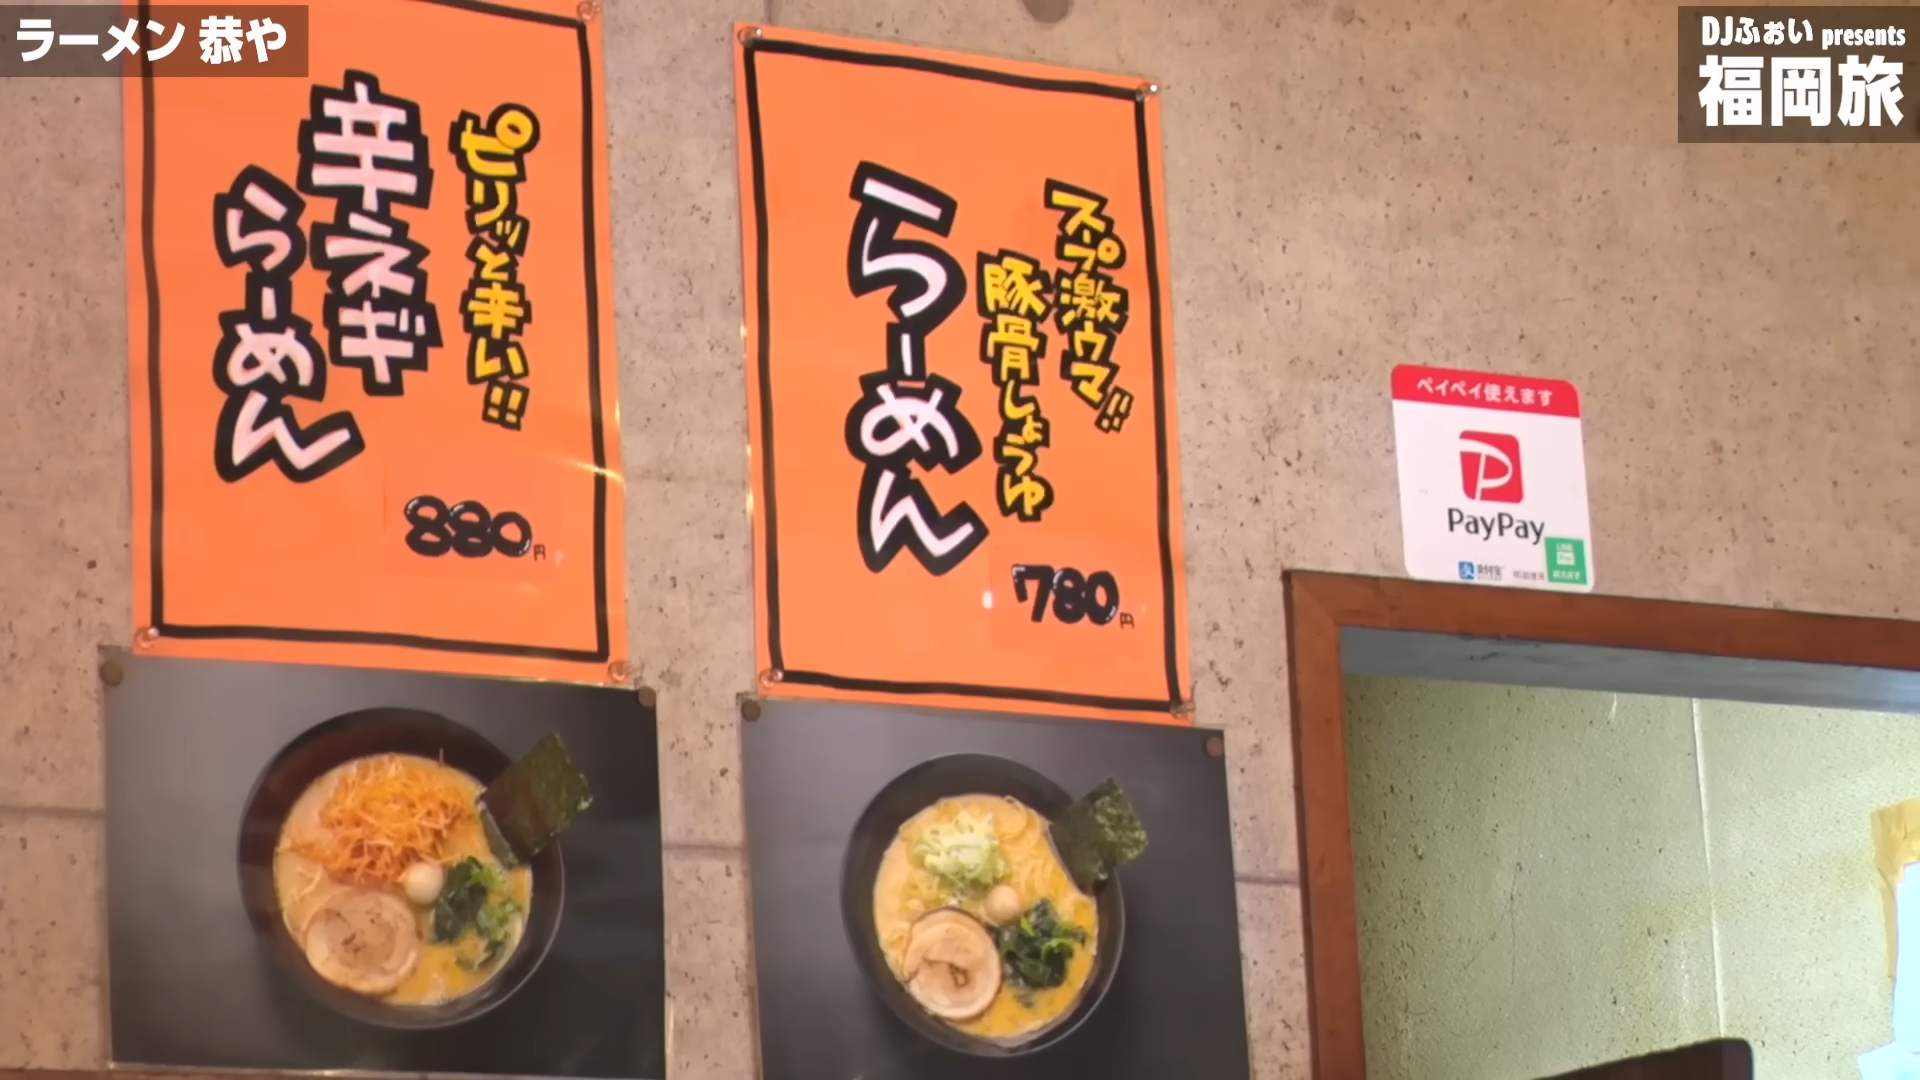 ラーメン 恭や
DJふぉい presents
福岡旅
ピリッと辛い!!
辛ネギ
らーめん
880円
スープ激ウマ!!
豚骨しょうゆ
らーめん
780円
ペイペイ使えます
PayPay